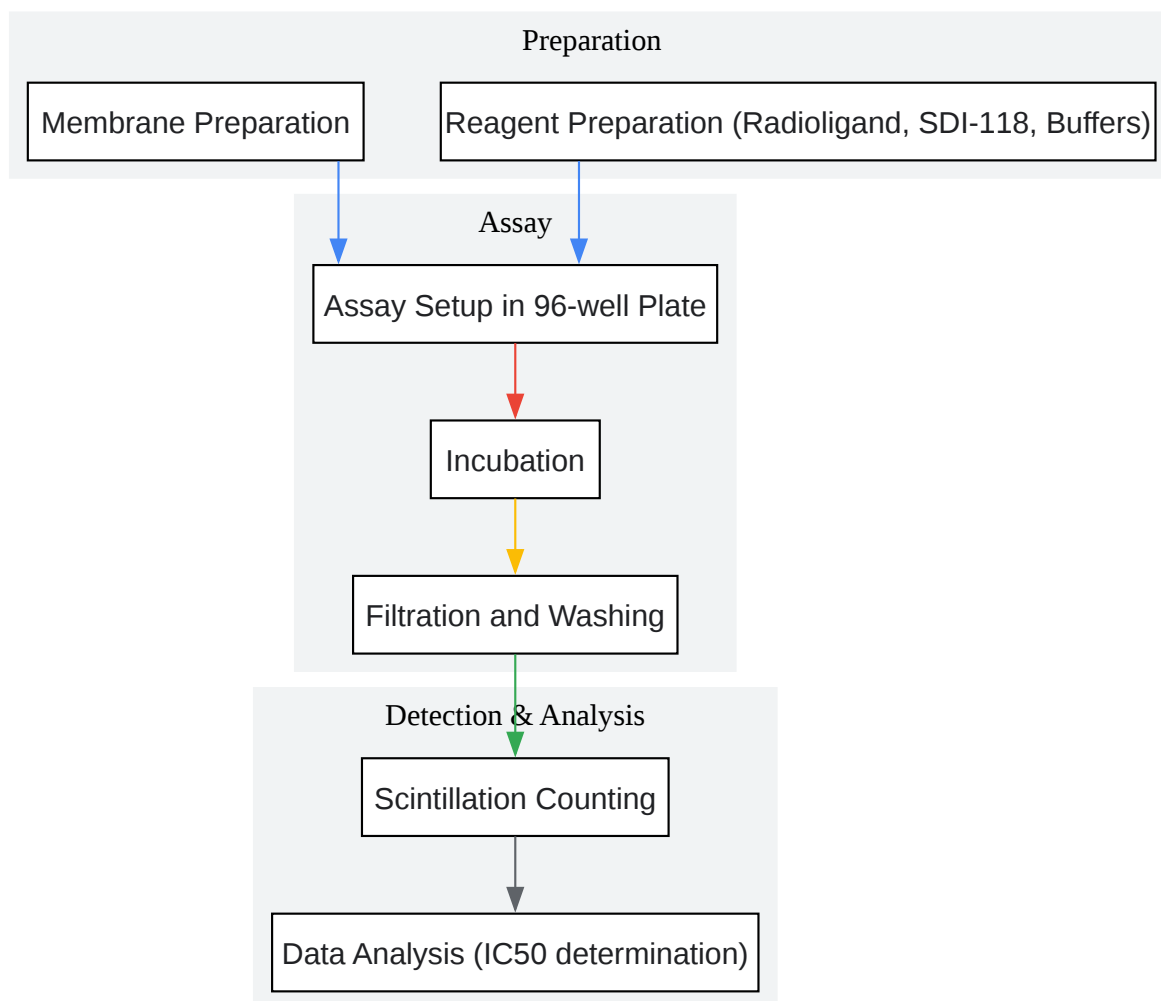 Preparation
Membrane Preparation
Reagent Preparation (Radioligand, SDI-118, Buffers)
Assay
Assay Setup in 96-well Plate
Incubation
Filtration and Washing
Detection & Analysis
Scintillation Counting
Data Analysis (IC50 determination)